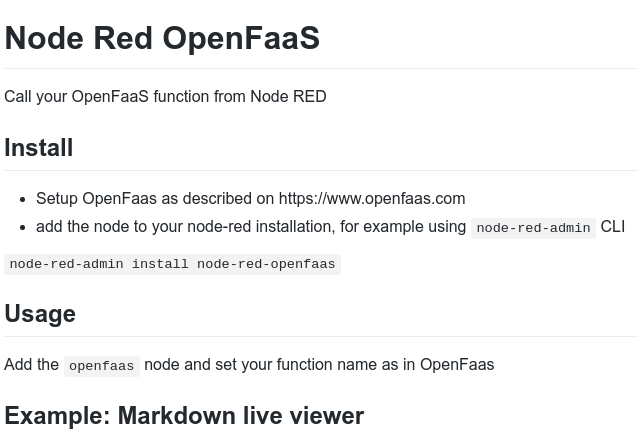 Node Red OpenFaaS
Call your OpenFaaS function from Node RED
Install
Setup OpenFaas as described on https://www.openfaas.com
add the node to your node-red installation, for example using node-red-admin CLI
node-red-admin install node-red-openfaas
Usage
Add the openfaas node and set your function name as in OpenFaas
Example: Markdown live viewer